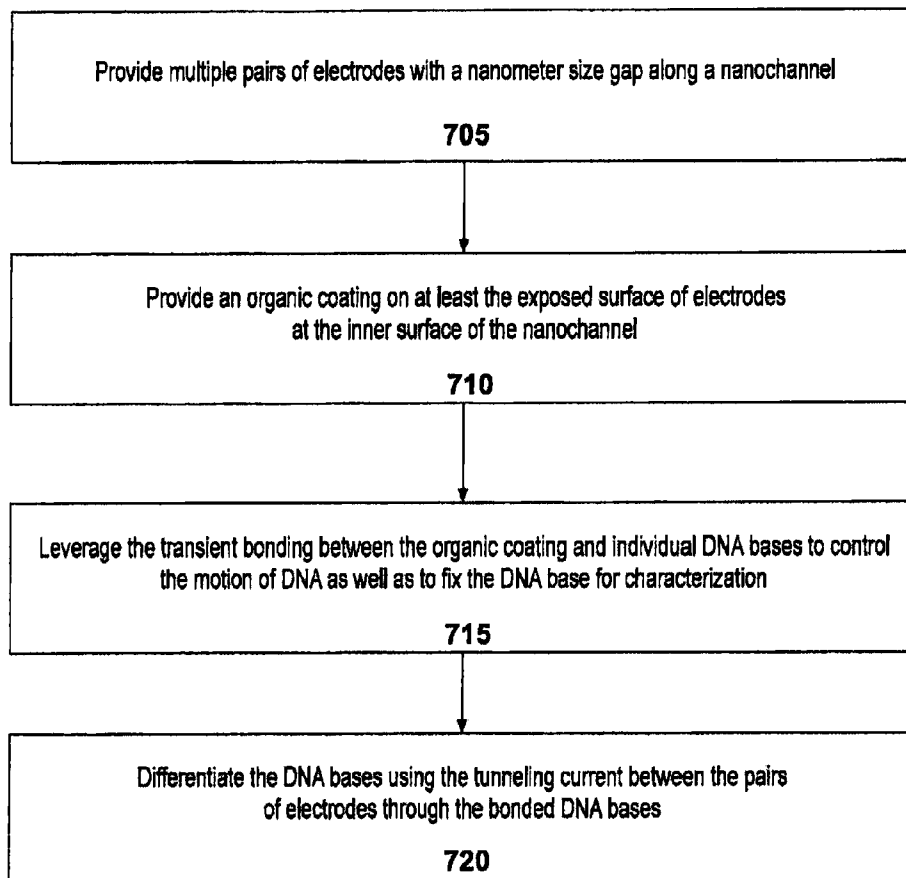 Provide multiple pairs of electrodes with a nanometer size gap along a nanochannel
705
Provide an organic coating on at least the exposed surface of electrodes
at the inner surface of the nanochannel
710
Leverage the transient bonding between the organic coating and individual DNA bases to control
the motion of DNA as well as to fix the DNA base for characterization
715
Differentiate the DNA bases using the tunneling current between the pairs
of electrodes through the bonded DNA bases
720